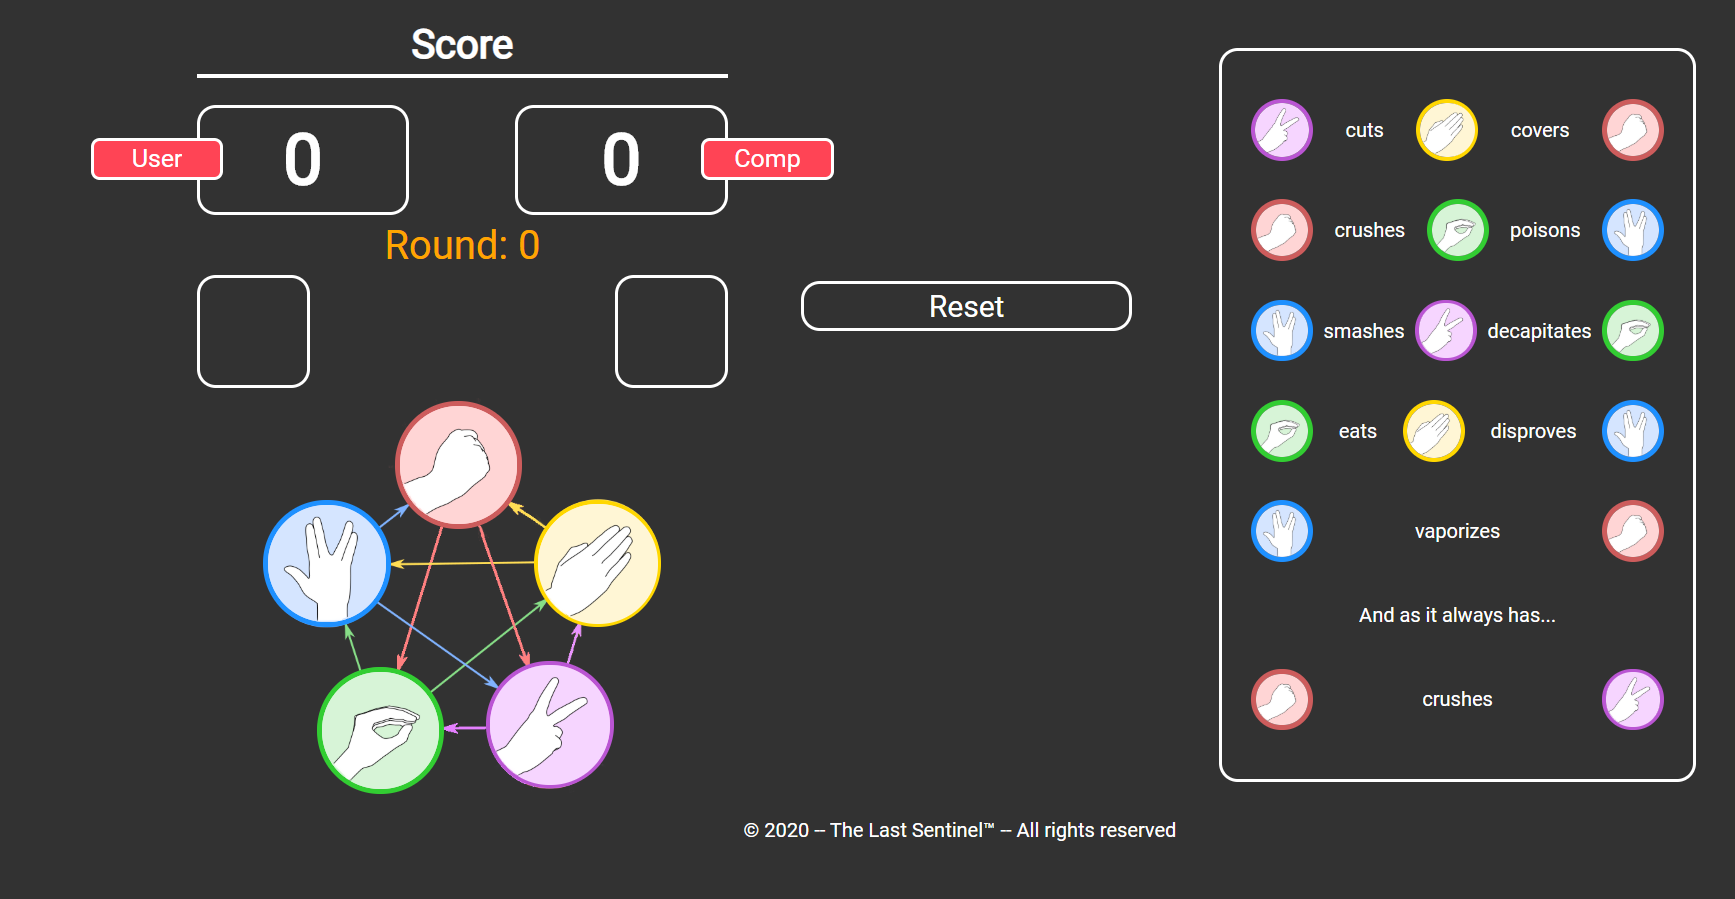 Score
User
0
0
Comp
Round: 0
Reset
cuts
covers
crushes
poisons
smashes
decapitates
eats
disproves
vaporizes
And as it always has...
crushes
© 2020 -- The Last Sentinel™ -- All rights reserved